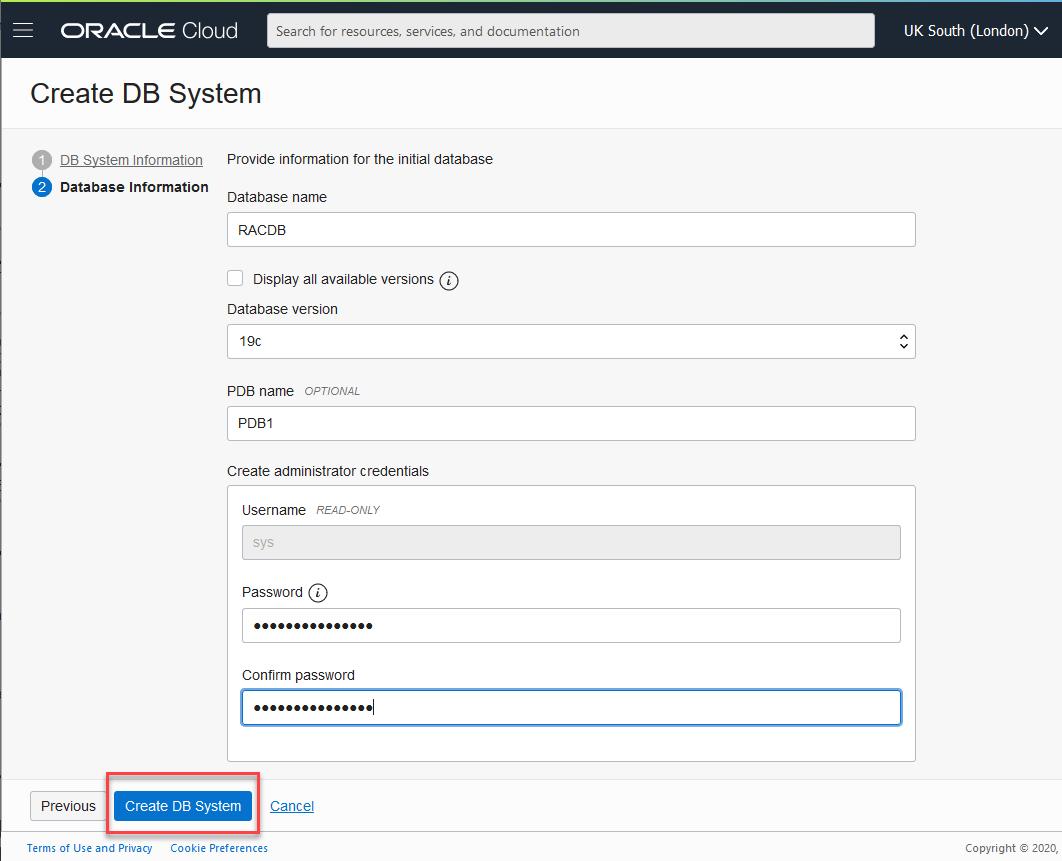 ORACLE Cloud
Search for resources, services, and documentation
UK South (London)
Create DB System
1 DB System Information
2 Database Information
Provide information for the initial database
Database name
RACDB
Display all available versions i
Database version
19c
PDB name OPTIONAL
PDB1
Create administrator credentials
Username READ-ONLY
sys
Password i
•••••••••••••••
Confirm password
•••••••••••••••
Previous Create DB System Cancel
Terms of Use and Privacy Cookie Preferences
Copyright © 2020,